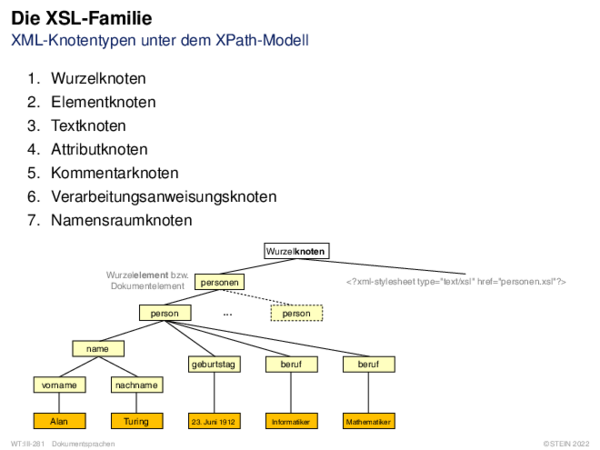 Die XSL-Familie
XML-Knotentypen unter dem XPath-Modell
1. Wurzelknoten
2. Elementknoten
3. Textknoten
4. Attributknoten
5. Kommentarknoten
6. Verarbeitungsanweisungsknoten
7. Namensraumknoten
Wurzelknoten
Wurzelelement bzw.
Dokumentelement
personen
<?xml-stylesheet type="text/xsl" href="personen.xsl"?>
person
...
person
name
geburtstag
beruf
beruf
vorname
nachname
Alan
Turing
23. Juni 1912
Informatiker
Mathematiker
WT:III-281 Dokumentsprachen
©STEIN 2022